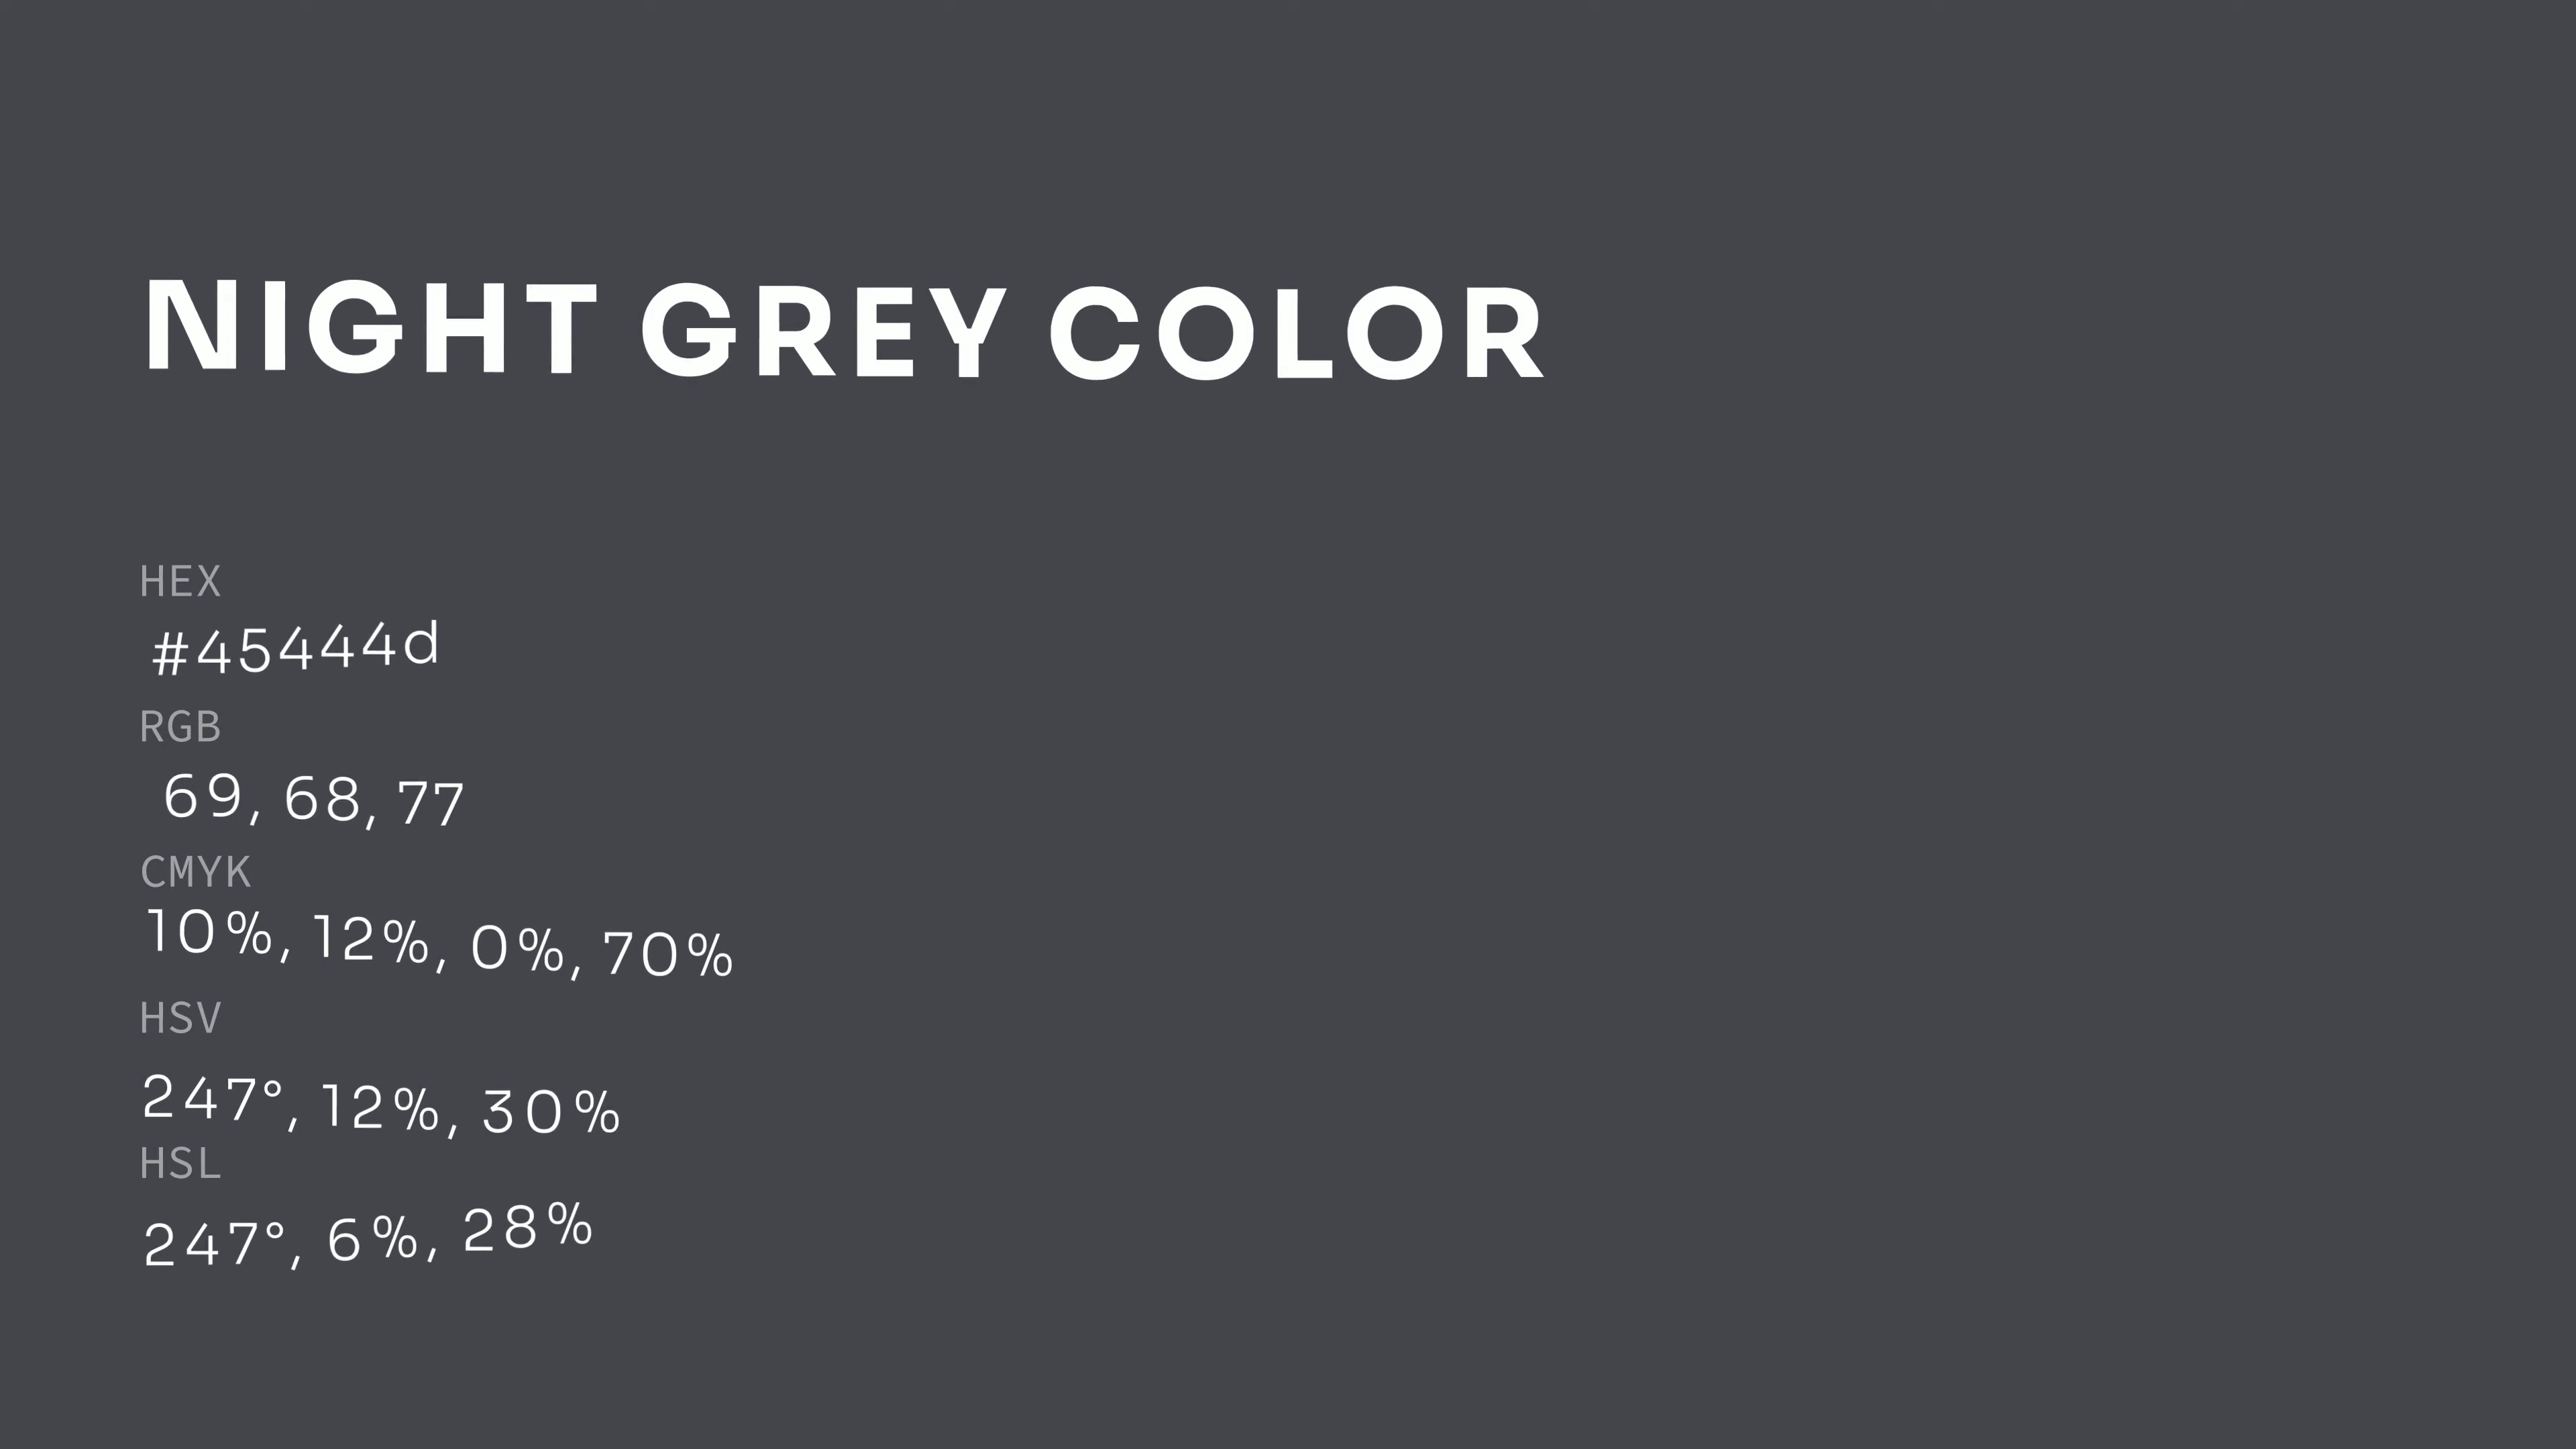 NIGHT GREY COLOR
HEX
#45444d
RGB
69, 68, 77
CMYK
10%, 12%, 0%, 70%
HSV
247°, 12%, 30%
HSL
247°, 6%, 28%